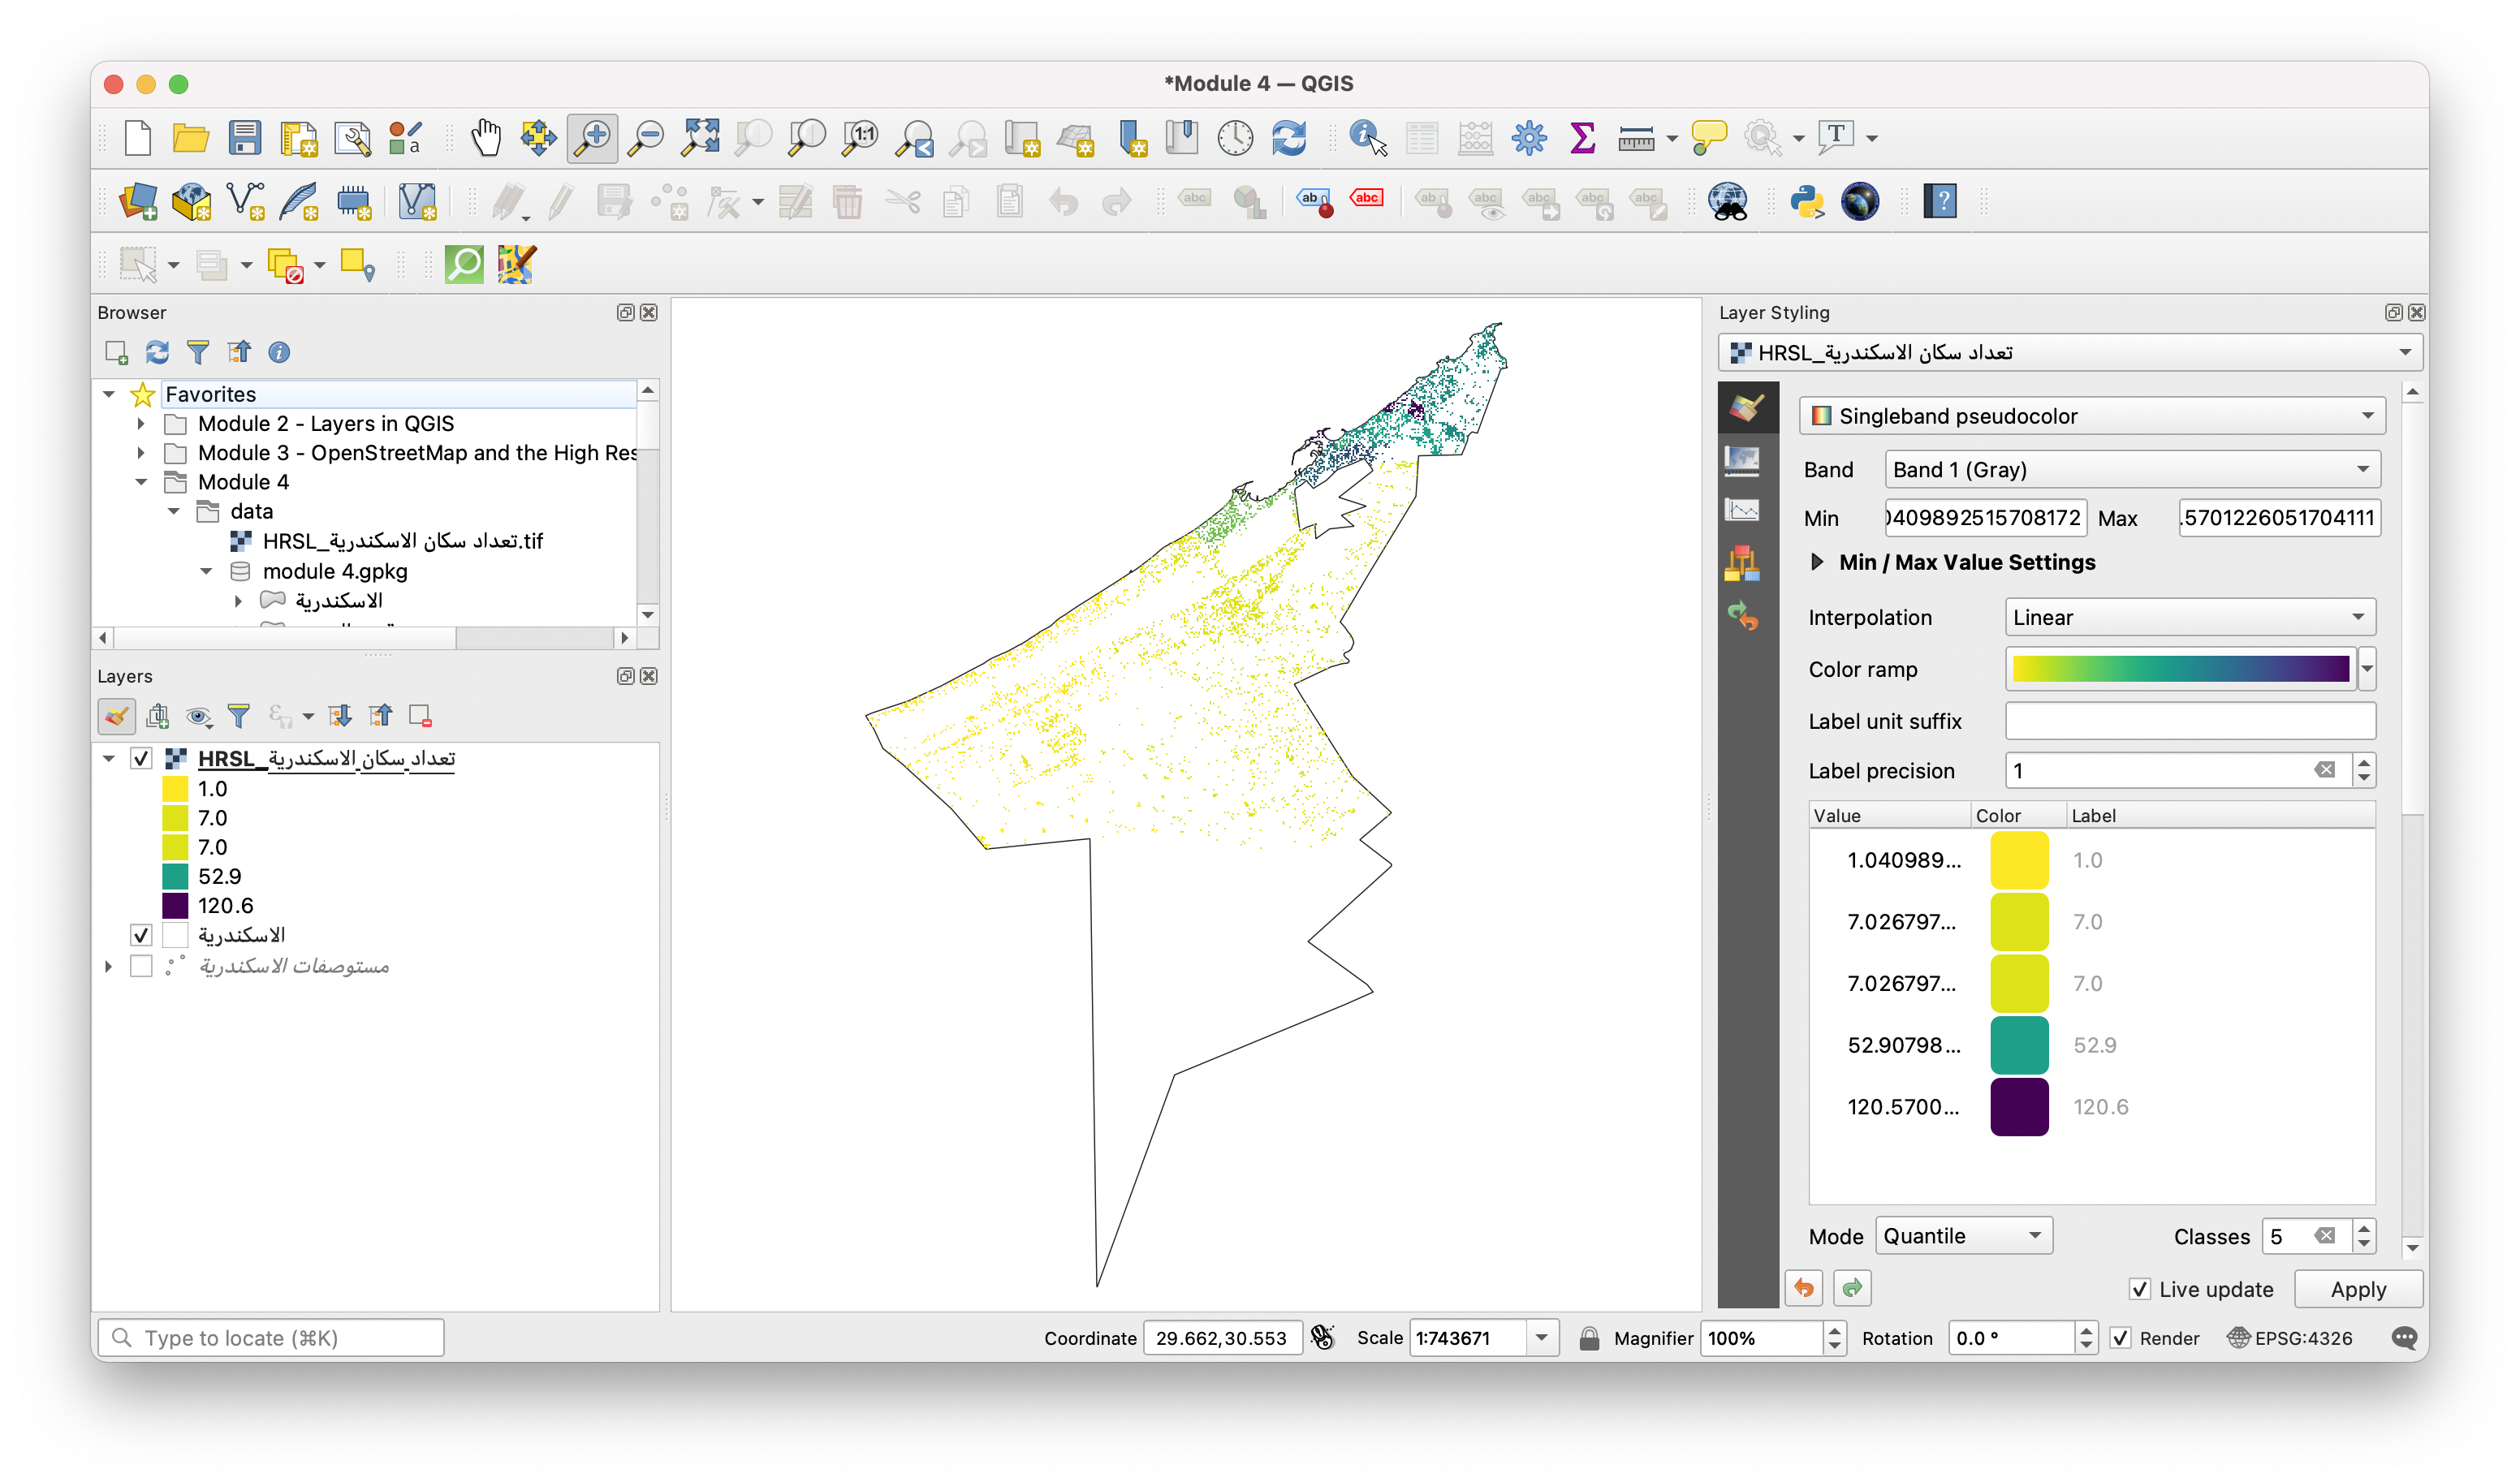 *Module 4 — QGIS
Browser
Favorites
Module 2 - Layers in QGIS
Module 3 - OpenStreetMap and the High Res
Module 4
data
HRSL_تعداد سكان الاسكندرية.tif
module 4.gpkg
الاسكندرية
Layers
HRSL_تعداد سكان الاسكندرية
1.0
7.0
7.0
52.9
120.6
الاسكندرية
مستوصفات الاسكندرية
Layer Styling
HRSL_تعداد سكان الاسكندرية
Singleband pseudocolor
Band Band 1 (Gray)
Min )409892515708172 Max .5701226051704111
Min / Max Value Settings
Interpolation Linear
Color ramp
Label unit suffix
Label precision 1
Value Color Label
1.040989... 1.0
7.026797... 7.0
7.026797... 7.0
52.90798... 52.9
120.5700... 120.6
Mode Quantile Classes 5
Live update Apply
Type to locate (⌘K) Coordinate 29.662,30.553 Scale 1:743671 Magnifier 100% Rotation 0.0 ° Render EPSG:4326